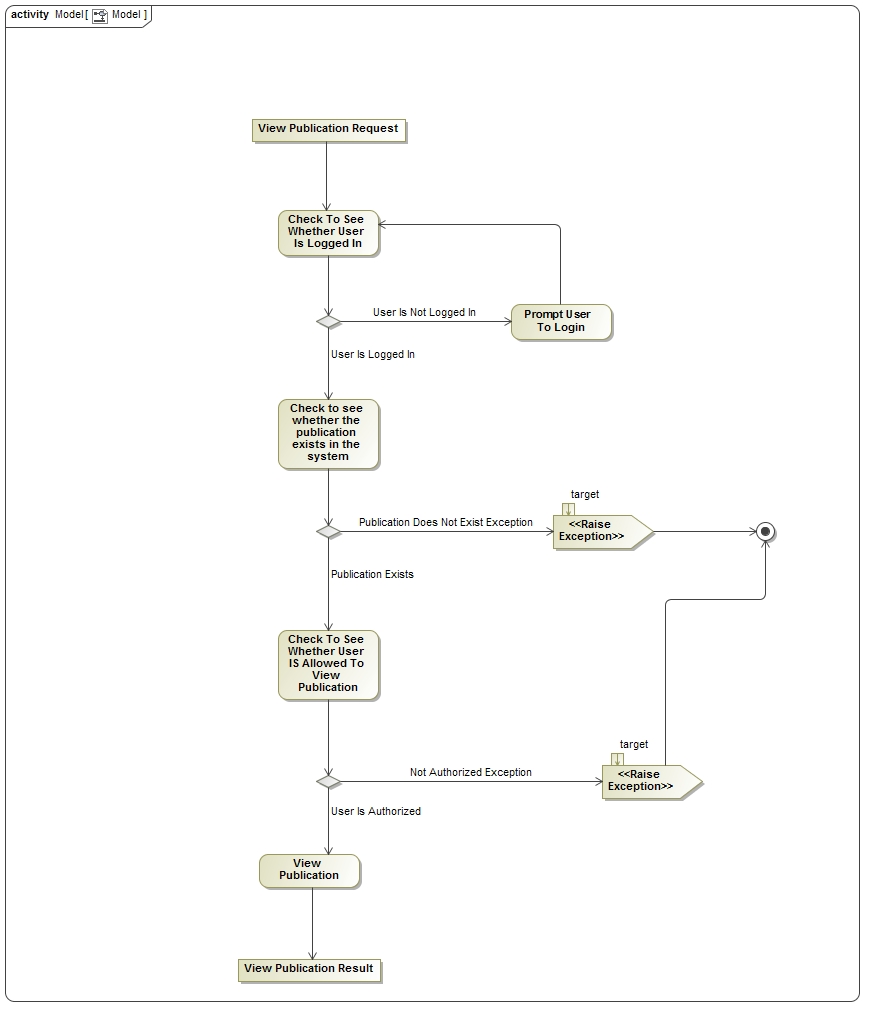 activity Model[ Model ]
View Publication Request
Check To See
Whether User
Is Logged In
User Is Not Logged In
Prompt User
To Login
User Is Logged In
Check to see
whether the
publication
exists in the
system
target
Publication Does Not Exist Exception
<<Raise
Exception>>
Publication Exists
Check To See
Whether User
IS Allowed To
View
Publication
target
Not Authorized Exception
<<Raise
Exception>>
User Is Authorized
View
Publication
View Publication Result